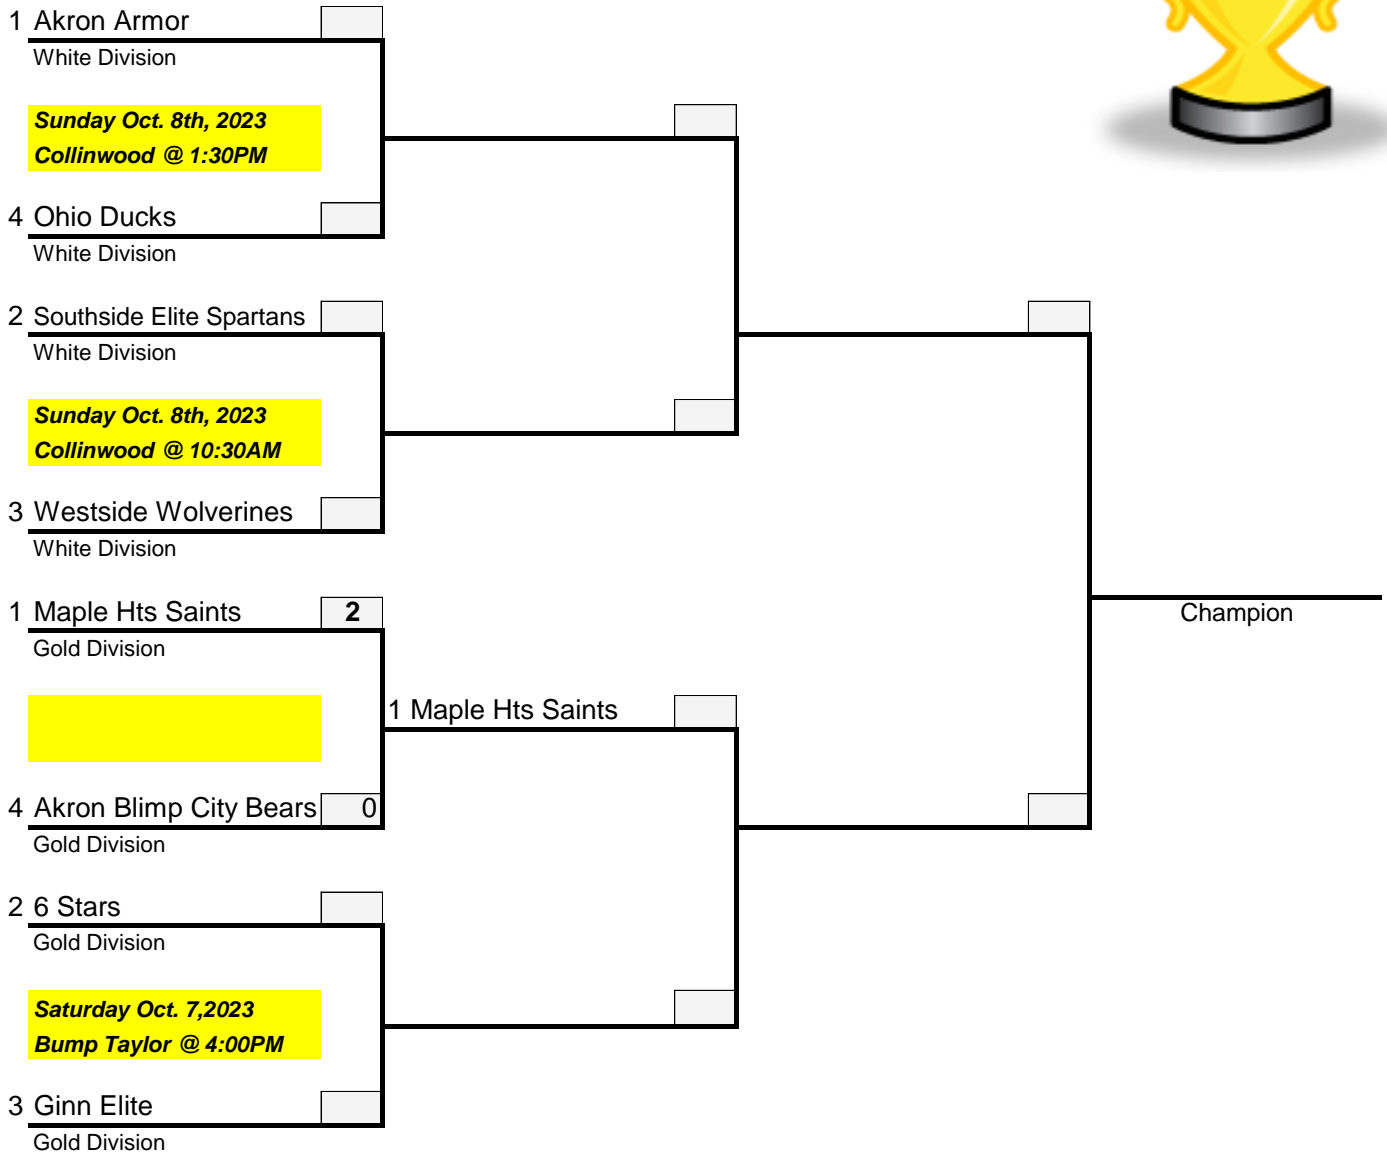 1 Akron Armor
White Division
Sunday Oct. 8th, 2023
Collinwood @ 1:30PM
4 Ohio Ducks
White Division
2 Southside Elite Spartans
White Division
Sunday Oct. 8th, 2023
Collinwood @ 10:30AM
3 Westside Wolverines
White Division
1 Maple Hts Saints 2
Gold Division
1 Maple Hts Saints
4 Akron Blimp City Bears 0
Gold Division
2 6 Stars
Gold Division
Saturday Oct. 7,2023
Bump Taylor @ 4:00PM
3 Ginn Elite
Gold Division
Champion